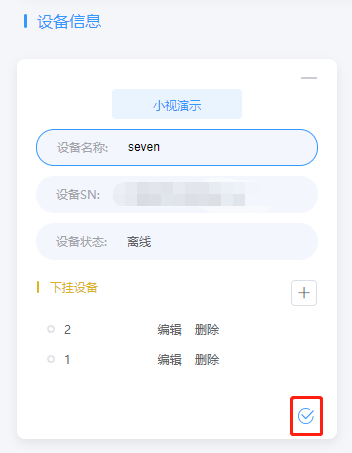 设备信息
小视演示
设备名称: seven
设备SN:
设备状态: 离线
下挂设备
2 编辑 删除
1 编辑 删除